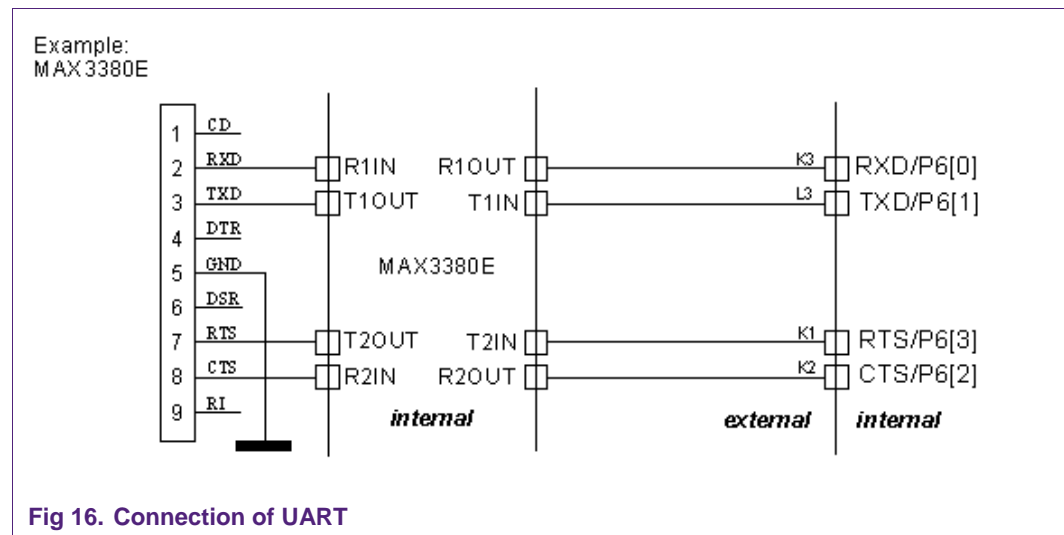 Example:
MAX3380E
1 CD
2 RXD R1IN R1OUT K3 RXD/P6[0]
3 TXD T1OUT T1IN L3 TXD/P6[1]
4 DTR
5 GND MAX3380E
6 DSR
7 RTS T2OUT T2IN K1 RTS/P6[3]
8 CTS R2IN R2OUT K2 CTS/P6[2]
9 RI internal external internal
Fig 16. Connection of UART